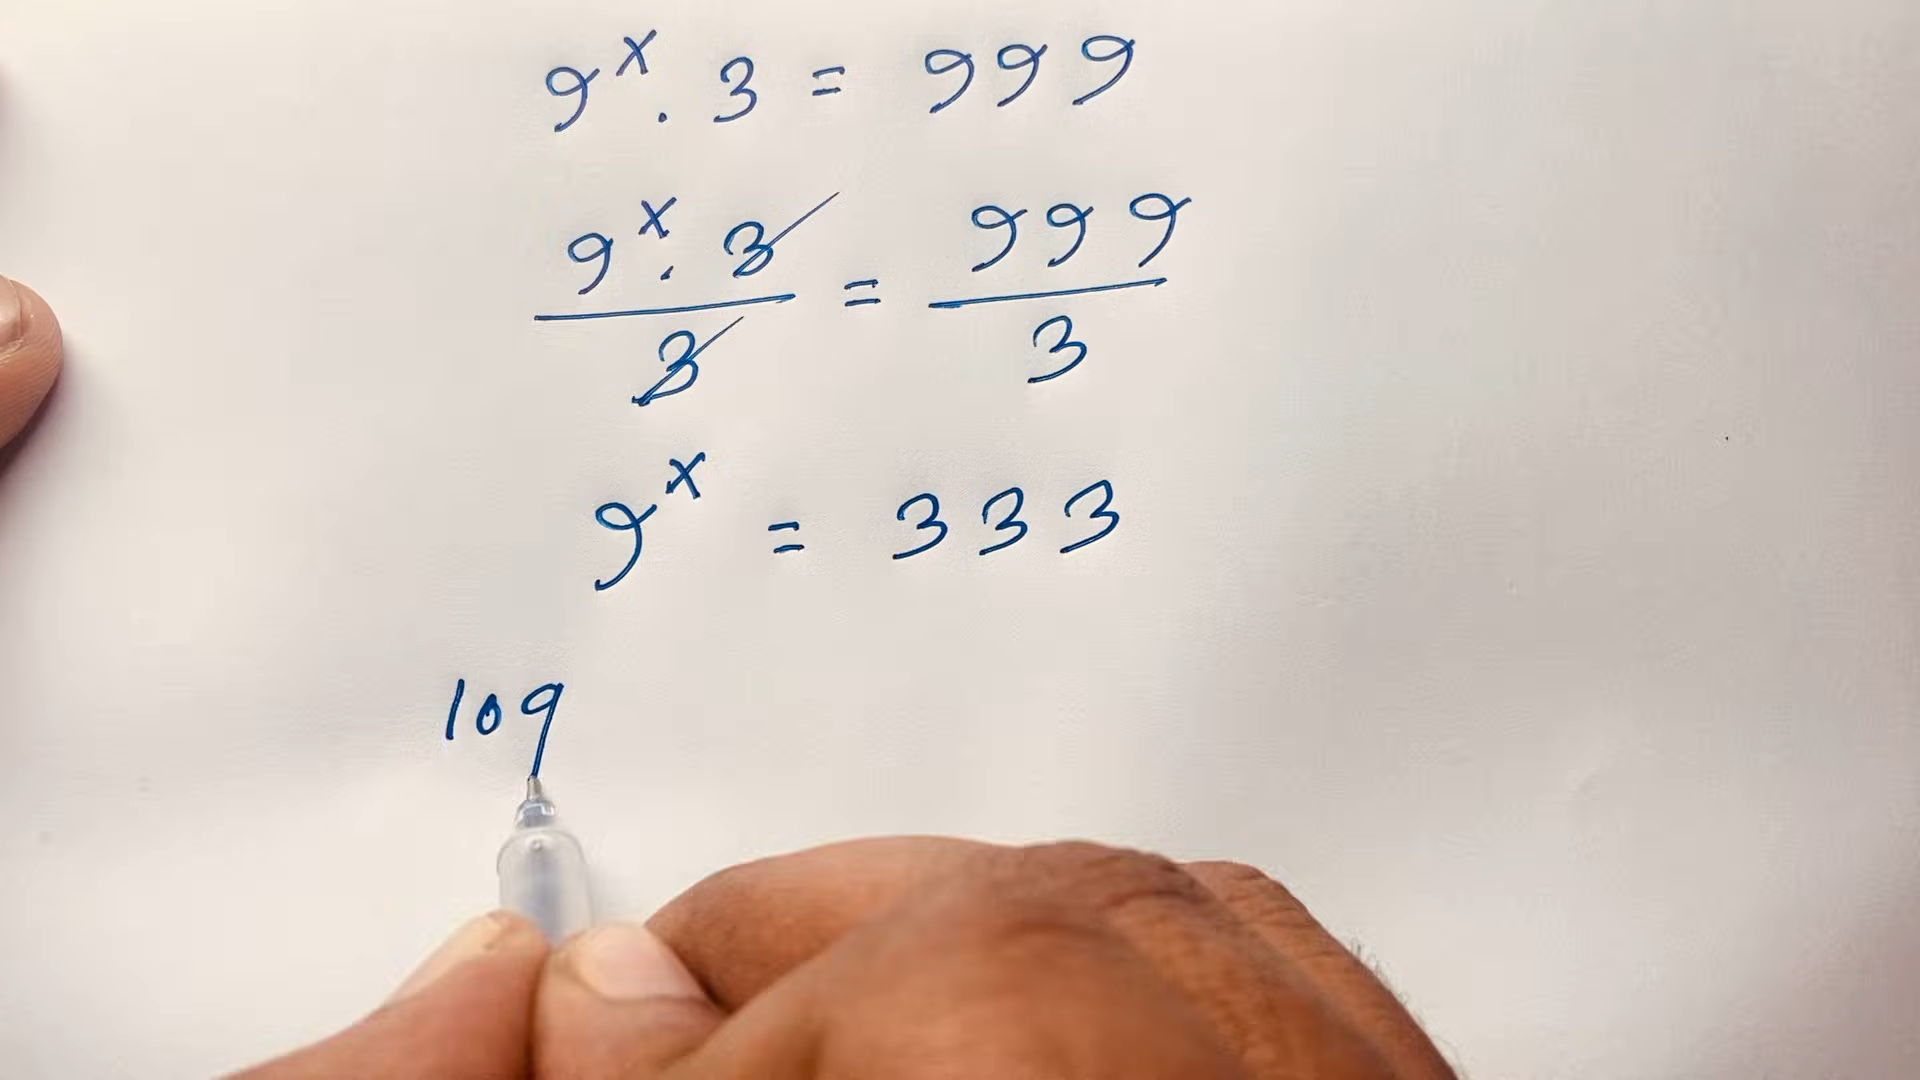 9^x . 3 = 999
9^x . 3 / 3 = 999 / 3
9^x = 333
log